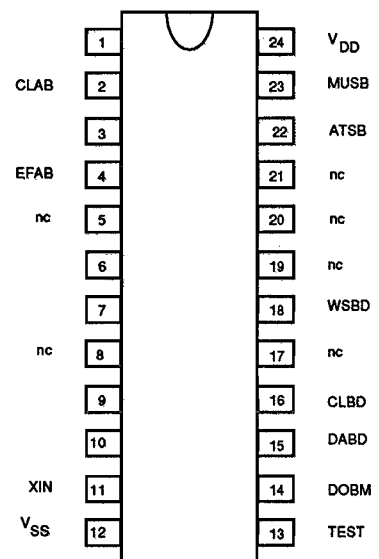 1 24 VDD
CLAB 2 23 MUSB
3 22 ATSB
EFAB 4 21 nc
nc 5 20 nc
6 19 nc
7 18 WSBD
nc 8 17 nc
9 16 CLBD
10 15 DABD
XIN 11 14 DOBM
VSS 12 13 TEST